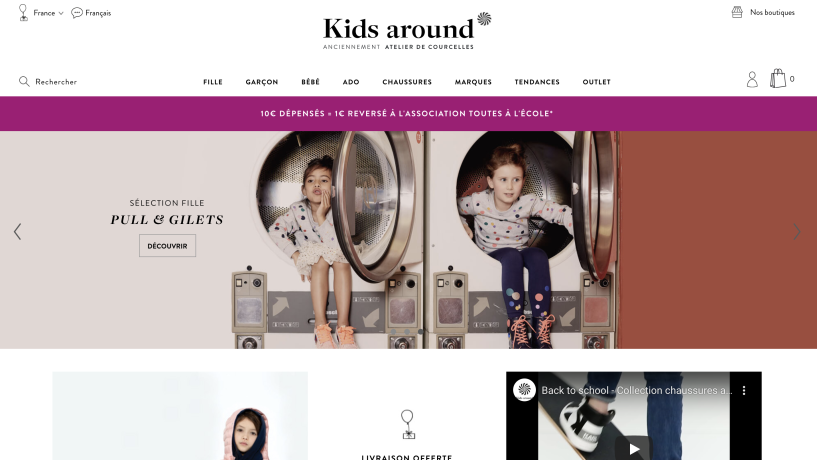 France
Français
Nos boutiques
Kids around
ANCIENNEMENT ATELIER DE COURCELLES
Rechercher
FILLE GARÇON BÉBÉ ADO CHAUSSURES MARQUES TENDANCES OUTLET
0
10€ DÉPENSÉS = 1€ REVERSÉ À L'ASSOCIATION TOUTES À L'ÉCOLE*
SÉLECTION FILLE
PULL & GILETS
DÉCOUVRIR
Back to school - Collection chaussures a...
LIVRAISON OFFERTE